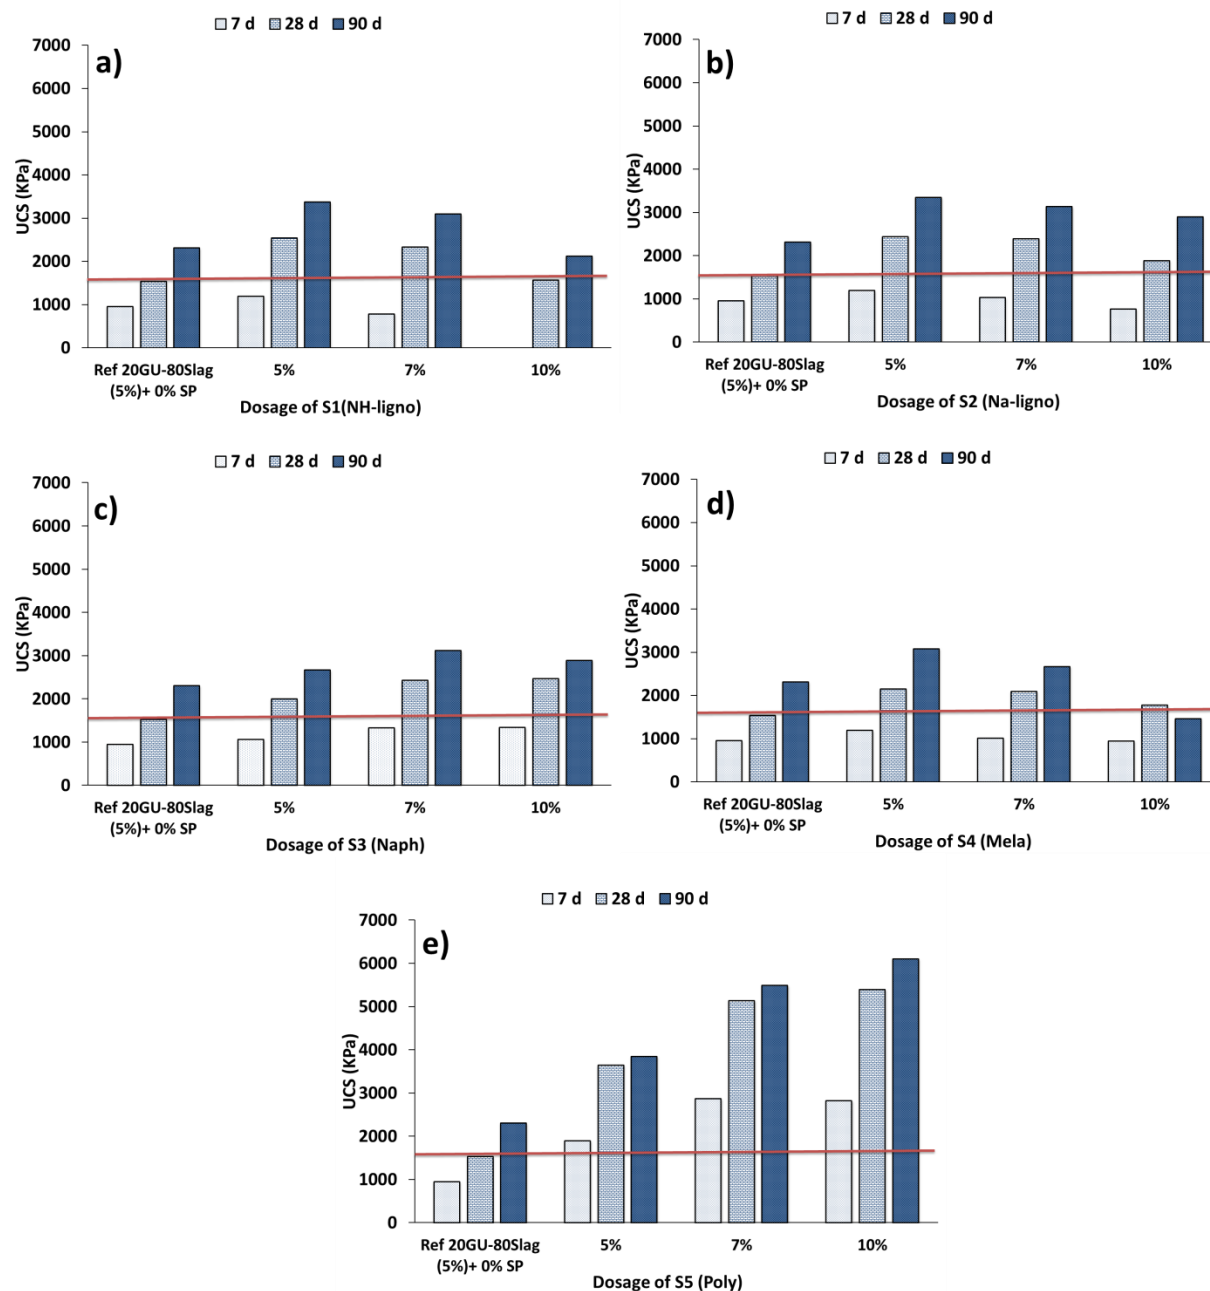 7 d 28 d 90 d
a)
7000
6000
5000
4000
3000
2000
1000
0
UCS (KPa)
Ref 20GU-80Slag 5% 7% 10%
(5%)+ 0% SP
Dosage of S1(NH-ligno)
7 d 28 d 90 d
b)
7000
6000
5000
4000
3000
2000
1000
0
UCS (KPa)
Ref 20GU-80Slag 5% 7% 10%
(5%)+ 0% SP
Dosage of S2 (Na-ligno)
7 d 28 d 90 d
c)
7000
6000
5000
4000
3000
2000
1000
0
UCS (KPa)
Ref 20GU-80Slag 5% 7% 10%
(5%)+ 0% SP
Dosage of S3 (Naph)
7 d 28 d 90 d
d)
7000
6000
5000
4000
3000
2000
1000
0
UCS (KPa)
Ref 20GU-80Slag 5% 7% 10%
(5%)+ 0% SP
Dosage of S4 (Mela)
7 d 28 d 90 d
e)
7000
6000
5000
4000
3000
2000
1000
0
UCS (KPa)
Ref 20GU-80Slag 5% 7% 10%
(5%)+ 0% SP
Dosage of S5 (Poly)